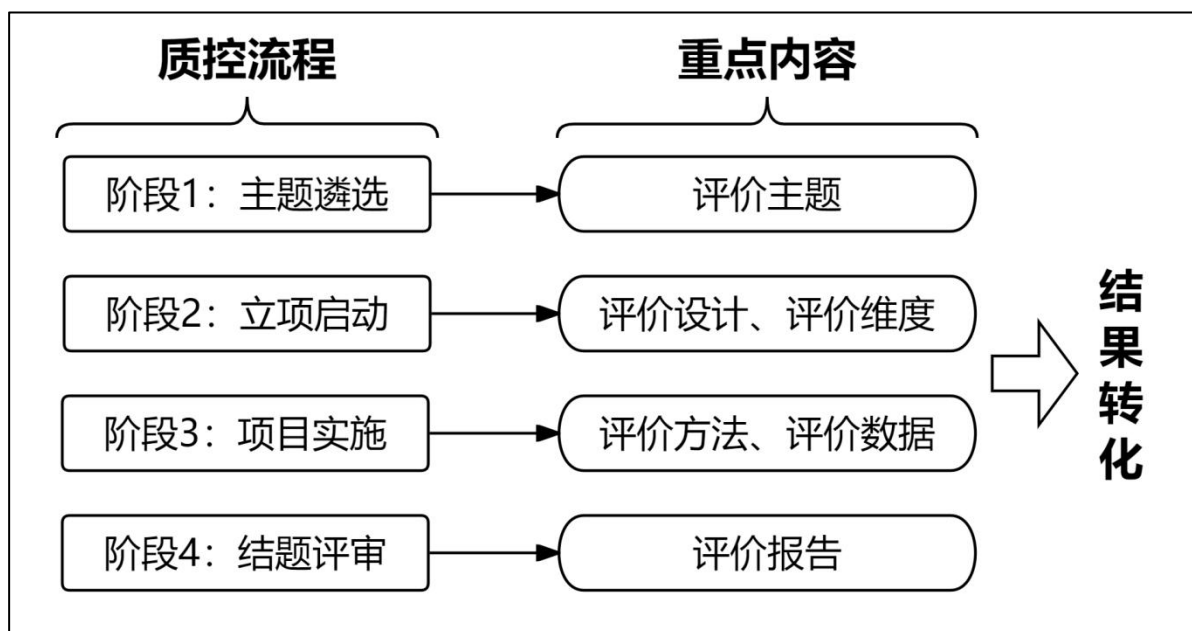 质控流程
重点内容
阶段1：主题遴选
评价主题
阶段2：立项启动
评价设计、评价维度
阶段3：项目实施
评价方法、评价数据
阶段4：结题评审
评价报告
结果转化